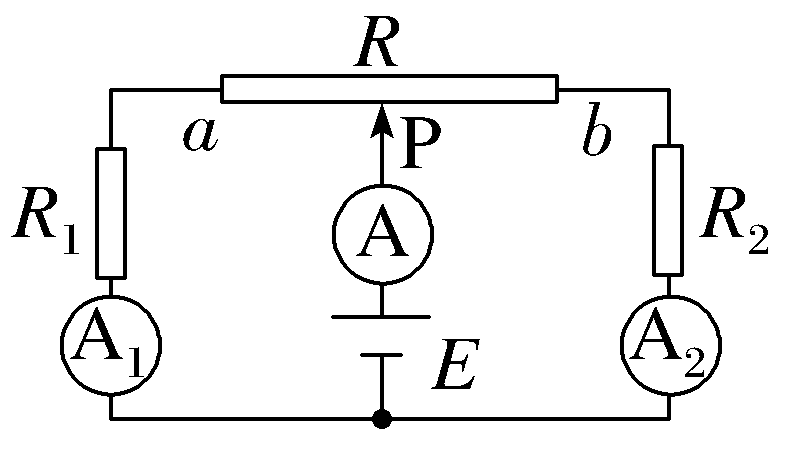 R
a P b
R₁ A R₂
A₁ E A₂